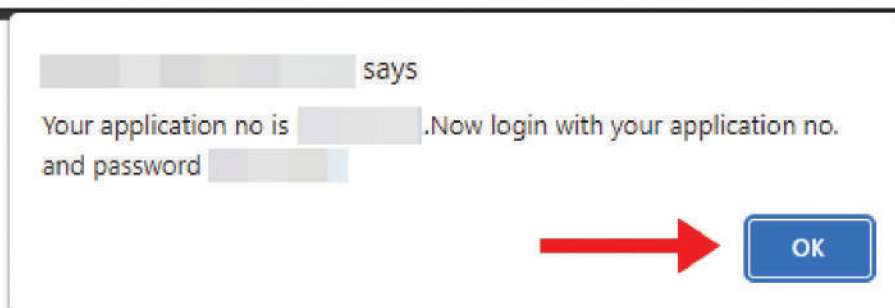 says
Your application no is .Now login with your application no.
and password
OK